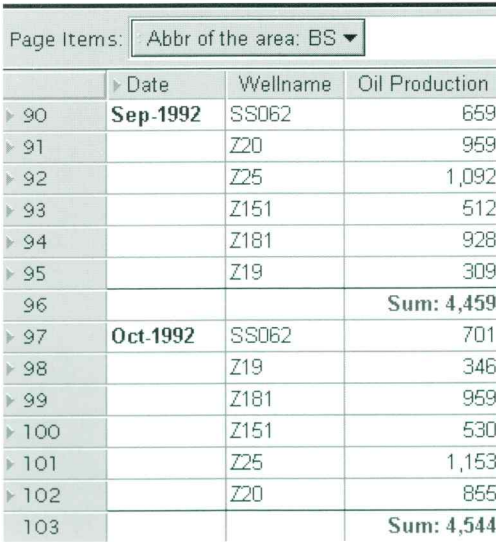 Page Items: Abbr of the area: BS
Date Wellname Oil Production
90 Sep-1992 SS062 659
91 Z20 959
92 Z25 1,092
93 Z151 512
94 Z181 928
95 Z19 309
96 Sum: 4,459
97 Oct-1992 SS062 701
98 Z19 346
99 Z181 959
100 Z151 530
101 Z25 1,153
102 Z20 855
103 Sum: 4,544